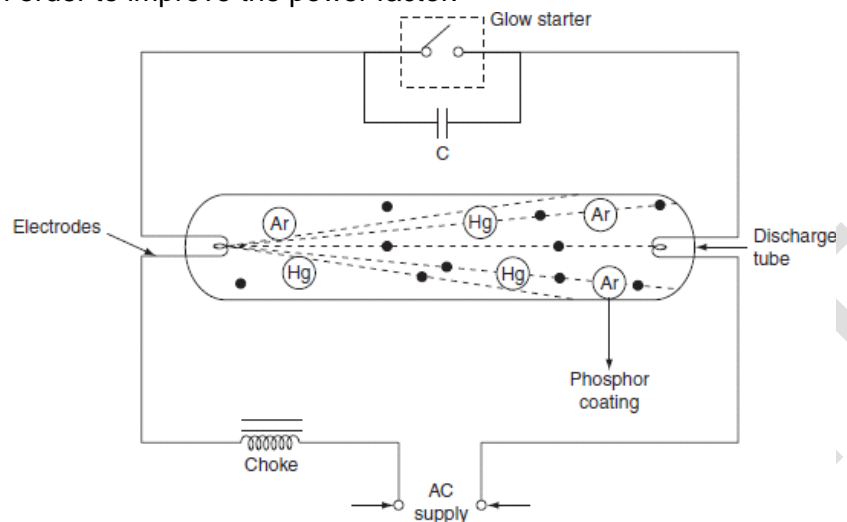 order to improve the power factor.
Glow starter
C
Ar
Hg
Ar
Electrodes
Discharge
tube
Hg
Hg
Ar
Phosphor
coating
Choke
AC
supply